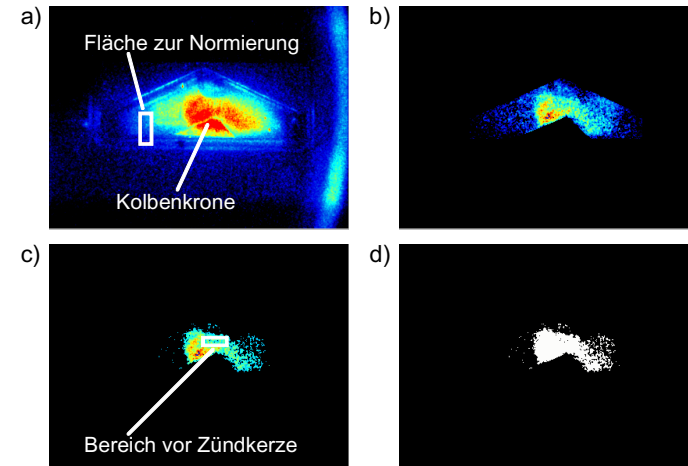 a)
Fläche zur Normierung
Kolbenkrone
b)
c)
Bereich vor Zündkerze
d)